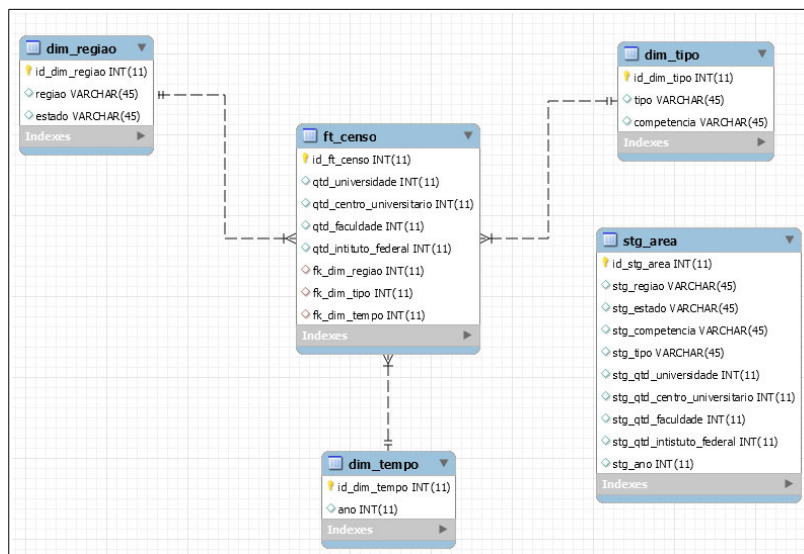 dim_regiao
id_dim_regiao INT(11)
regiao VARCHAR(45)
estado VARCHAR(45)
Indexes
dim_tipo
id_dim_tipo INT(11)
tipo VARCHAR(45)
competencia VARCHAR(45)
Indexes
ft_censo
id_ft_censo INT(11)
qtd_universidade INT(11)
qtd_centro_universitario INT(11)
qtd_faculdade INT(11)
qtd_intituto_federal INT(11)
fk_dim_regiao INT(11)
fk_dim_tipo INT(11)
fk_dim_tempo INT(11)
Indexes
stg_area
id_stg_area INT(11)
stg_regiao VARCHAR(45)
stg_estado VARCHAR(45)
stg_competencia VARCHAR(45)
stg_tipo VARCHAR(45)
stg_qtd_universidade INT(11)
stg_qtd_centro_universitario INT(11)
stg_qtd_faculdade INT(11)
stg_qtd_intistuto_federal INT(11)
stg_ano INT(11)
Indexes
dim_tempo
id_dim_tempo INT(11)
ano INT(11)
Indexes